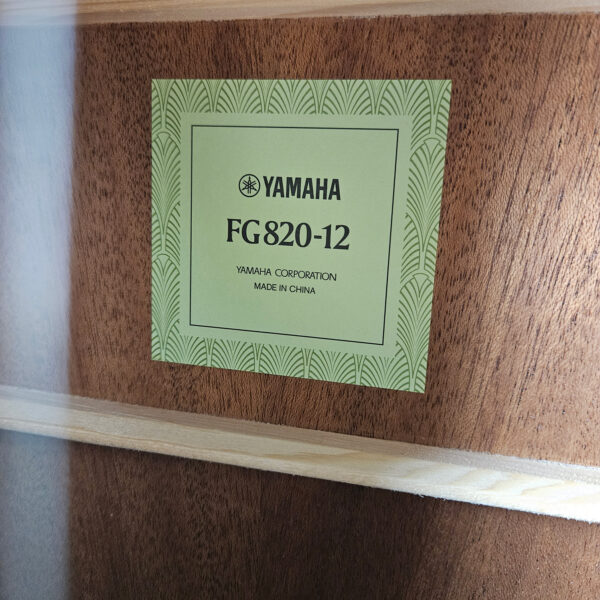 YAMAHA
FG820-12
YAMAHA CORPORATION
MADE IN CHINA